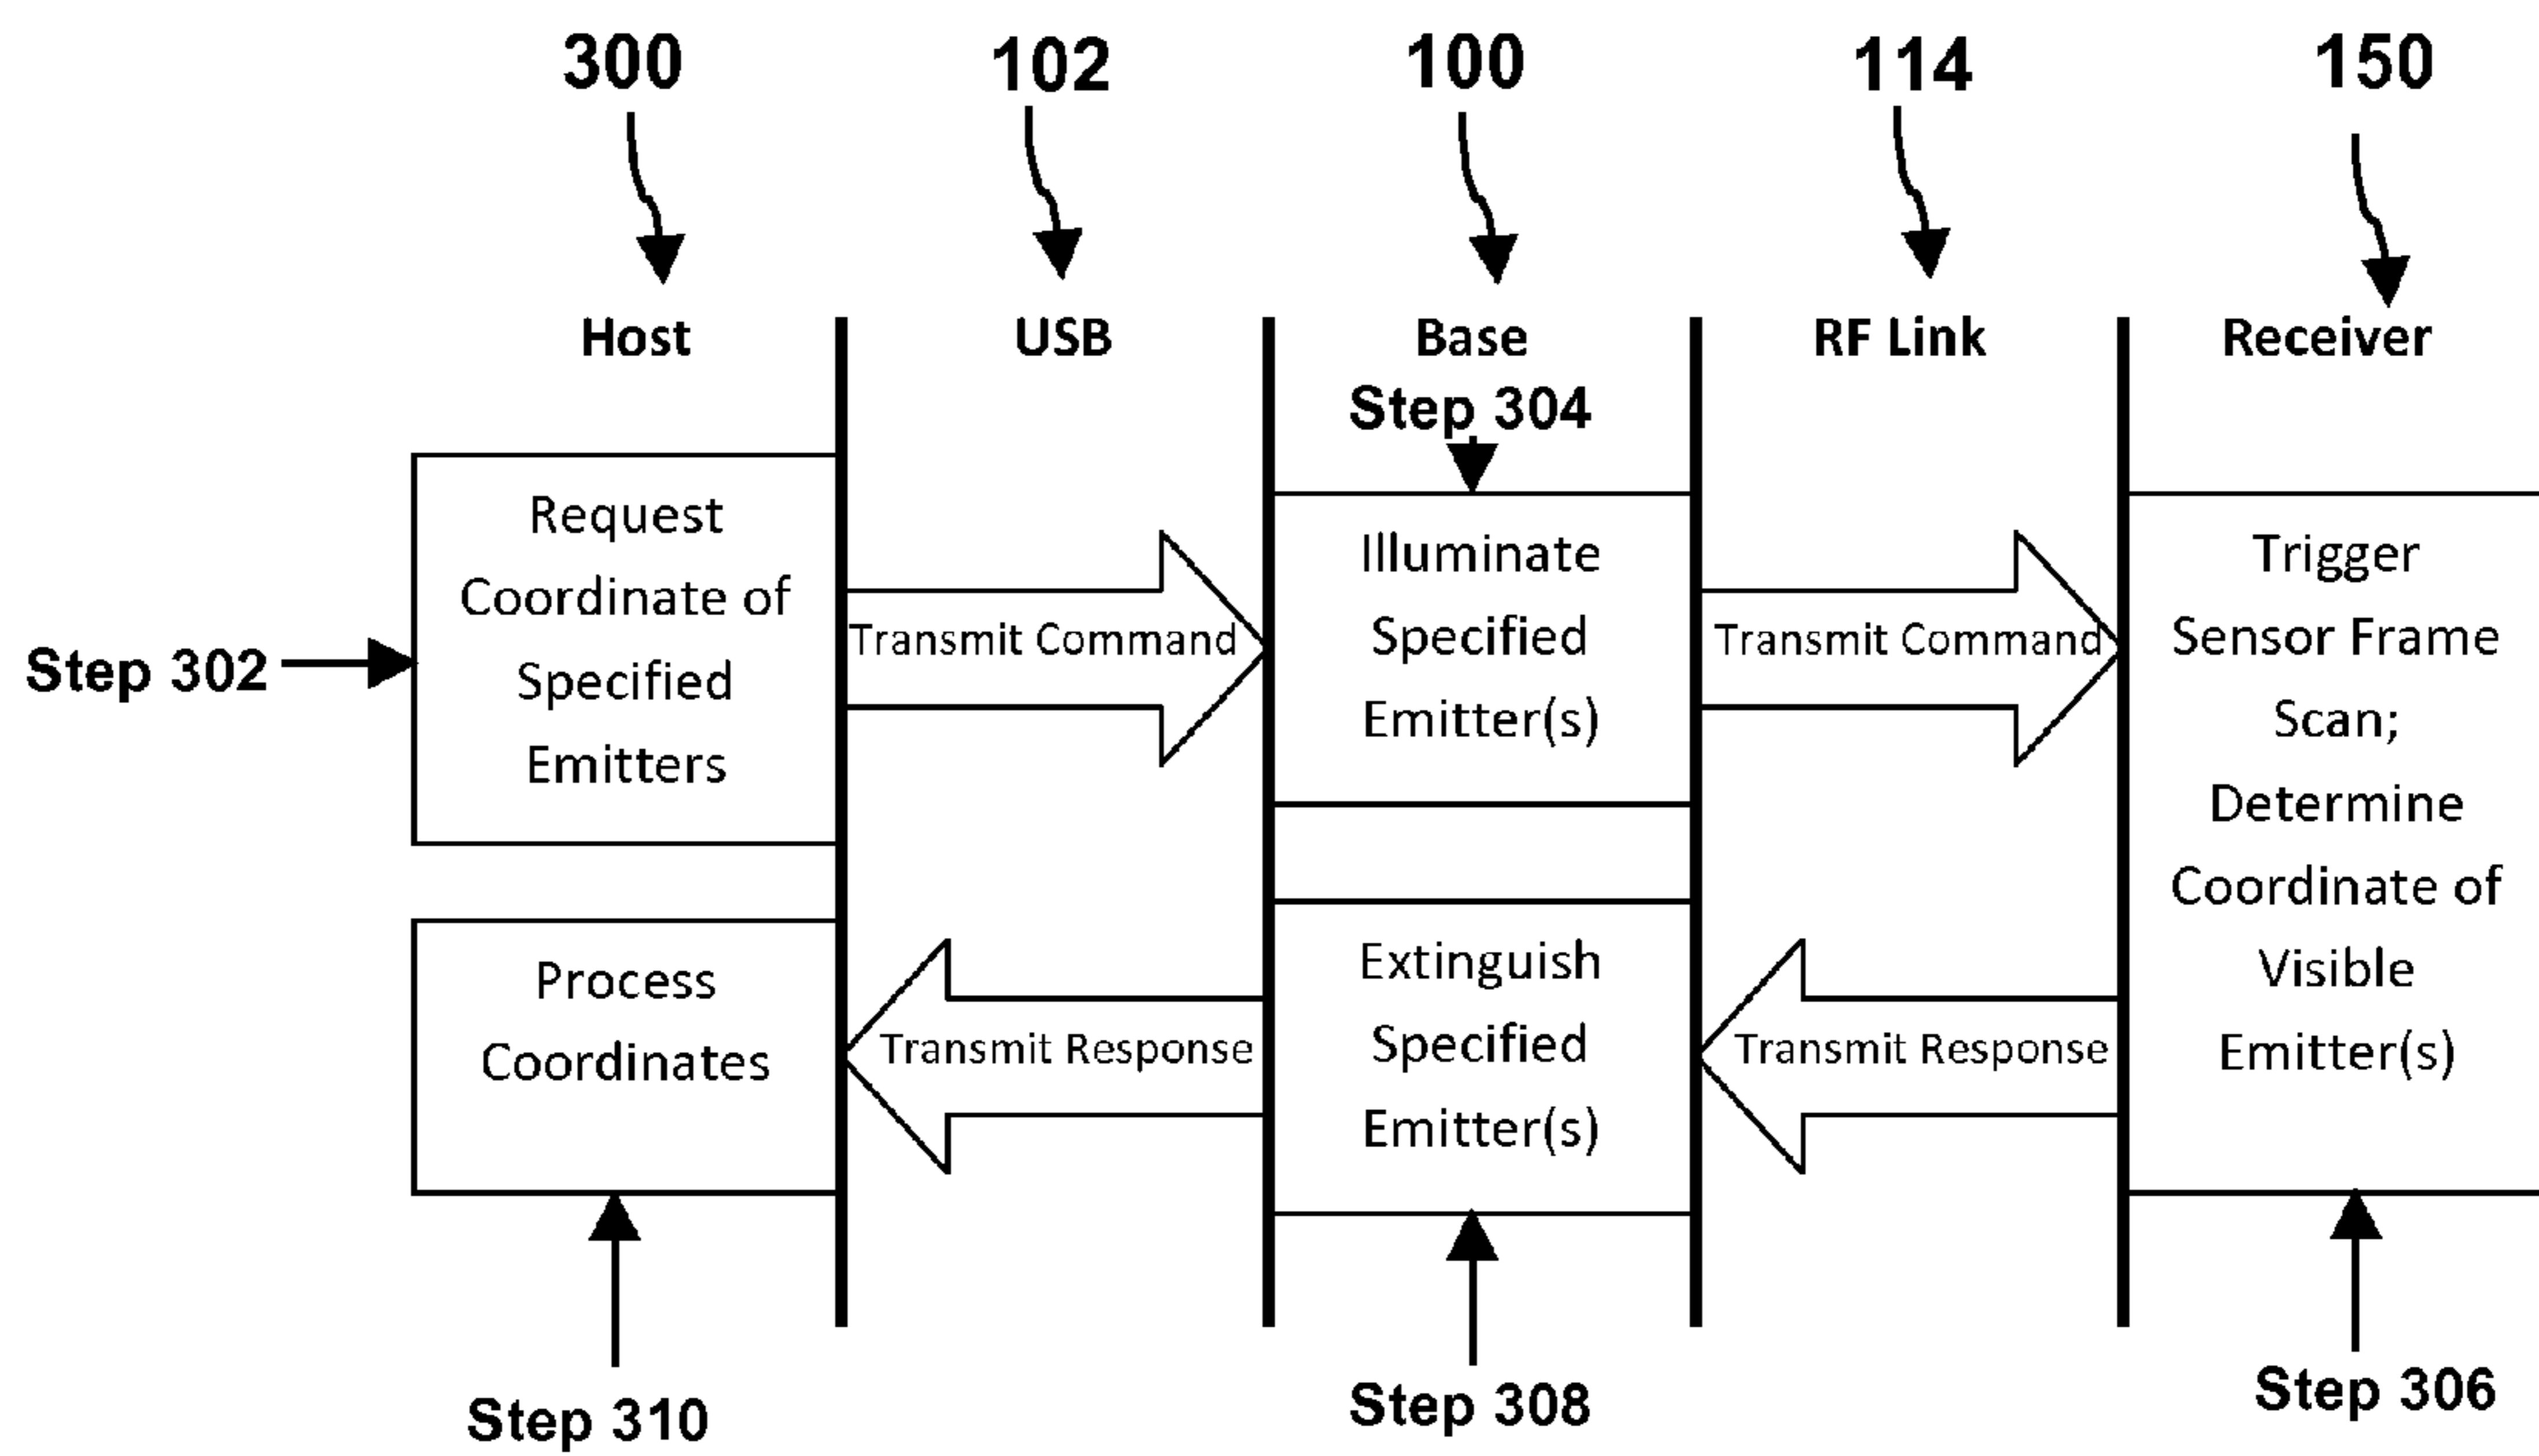 300
102
100
114
150
Host
USB
Base
RF Link
Receiver
Step 304
Step 302
Request
Coordinate of
Specified
Emitters
Transmit Command
Illuminate
Specified
Emitter(s)
Transmit Command
Trigger
Sensor Frame
Scan;
Determine
Coordinate of
Visible
Emitter(s)
Process
Coordinates
Transmit Response
Extinguish
Specified
Emitter(s)
Transmit Response
Step 310
Step 308
Step 306